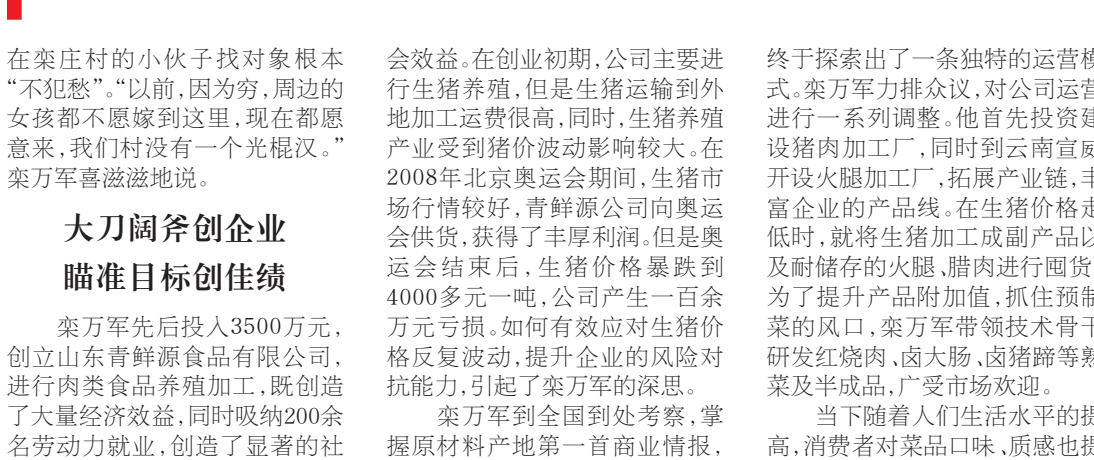 在栾庄村的小伙子找对象根本
“不犯愁”。“以前,因为穷,周边的
女孩都不愿嫁到这里,现在都愿
意来,我们村没有一个光棍汉。”
栾万军喜滋滋地说。
大刀阔斧创企业
瞄准目标创佳绩
栾万军先后投入3500万元,
创立山东青鲜源食品有限公司,
进行肉类食品养殖加工,既创造
了大量经济效益,同时吸纳200余
名劳动力就业,创造了显著的社
会效益。在创业初期,公司主要进
行生猪养殖,但是生猪运输到外
地加工运费很高,同时,生猪养殖
产业受到猪价波动影响较大。在
2008年北京奥运会期间,生猪市
场行情较好,青鲜源公司向奥运
会供货,获得了丰厚利润。但是奥
运会结束后,生猪价格暴跌到
4000多元一吨,公司产生一百余
万元亏损。如何有效应对生猪价
格反复波动,提升企业的风险对
抗能力,引起了栾万军的深思。
栾万军到全国到处考察,掌
握原材料产地第一首商业情报,
终于探索出了一条独特的运营模
式。栾万军力排众议,对公司运营
进行一系列调整。他首先投资建
设猪肉加工厂,同时到云南宣威
开设火腿加工厂,拓展产业链,丰
富企业的产品线。在生猪价格走
低时,就将生猪加工成副产品以
及耐储存的火腿、腊肉进行囤货
为了提升产品附加值,抓住预制
菜的风口,栾万军带领技术骨干
研发红烧肉、卤大肠、卤猪蹄等熟
菜及半成品,广受市场欢迎。
当下随着人们生活水平的提
高,消费者对菜品口味、质感也提